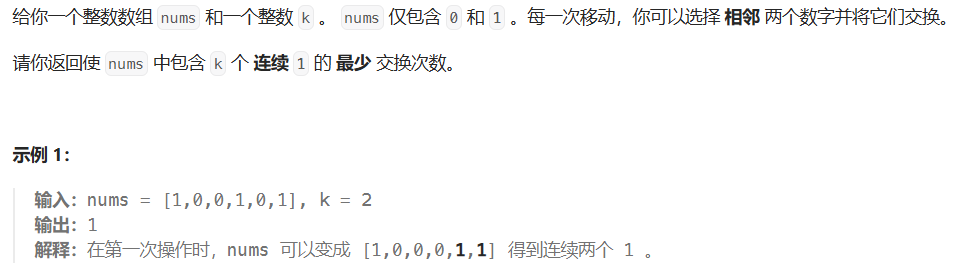 给你一个整数数组 nums 和一个整数 k 。 nums 仅包含 0 和 1 。每一次移动，你可以选择 相邻 两个数字并将它们交换。
请你返回使 nums 中包含 k 个 连续 1 的 最少 交换次数。
示例 1：
输入：nums = [1,0,0,1,0,1], k = 2
输出：1
解释：在第一次操作时，nums 可以变成 [1,0,0,0,1,1] 得到连续两个 1 。